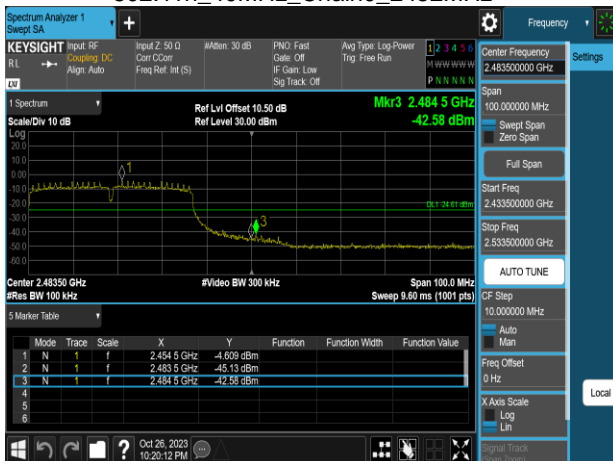 Spectrum Analyzer 1
Swept SA
Frequency
KEYSIGHT
RL
Input: RF
Coupling: DC
Align: Auto
Input Z: 50 Ω
Corr CCorr
Freq Ref: Int (S)
#Atten: 30 dB
PNO: Fast
Gate: Off
IF Gain: Low
Sig Track: Off
Avg Type: Log-Power
Trig: Free Run
1 2 3 4 5 6
M W W W W W
P N N N N N
LXI
1 Spectrum
Scale/Div 10 dB
Ref Lvl Offset 10.50 dB
Ref Level 30.00 dBm
Mkr3 2.484 5 GHz
-42.58 dBm
Log
20.0
10.0
0.00
-10.0
-20.0
-30.0
-40.0
-50.0
-60.0
1
3
DL1 -24.61 dBm
Center 2.48350 GHz
#Video BW 300 kHz
Span 100.0 MHz
#Res BW 100 kHz
Sweep 9.60 ms (1001 pts)
5 Marker Table
Mode Trace Scale X Y Function Function Width Function Value
1 N 1 f 2.454 5 GHz -4.609 dBm
2 N 1 f 2.483 5 GHz -45.13 dBm
3 N 1 f 2.484 5 GHz -42.58 dBm
4
5
6
Oct 26, 2023
10:20:12 PM
Center Frequency
2.483500000 GHz
Settings
Span
100.000000 MHz
Swept Span
Zero Span
Full Span
Start Freq
2.433500000 GHz
Stop Freq
2.533500000 GHz
AUTO TUNE
CF Step
10.000000 MHz
Auto
Man
Freq Offset
0 Hz
Local
X Axis Scale
Log
Lin
Signal Track
(Span Zoom)